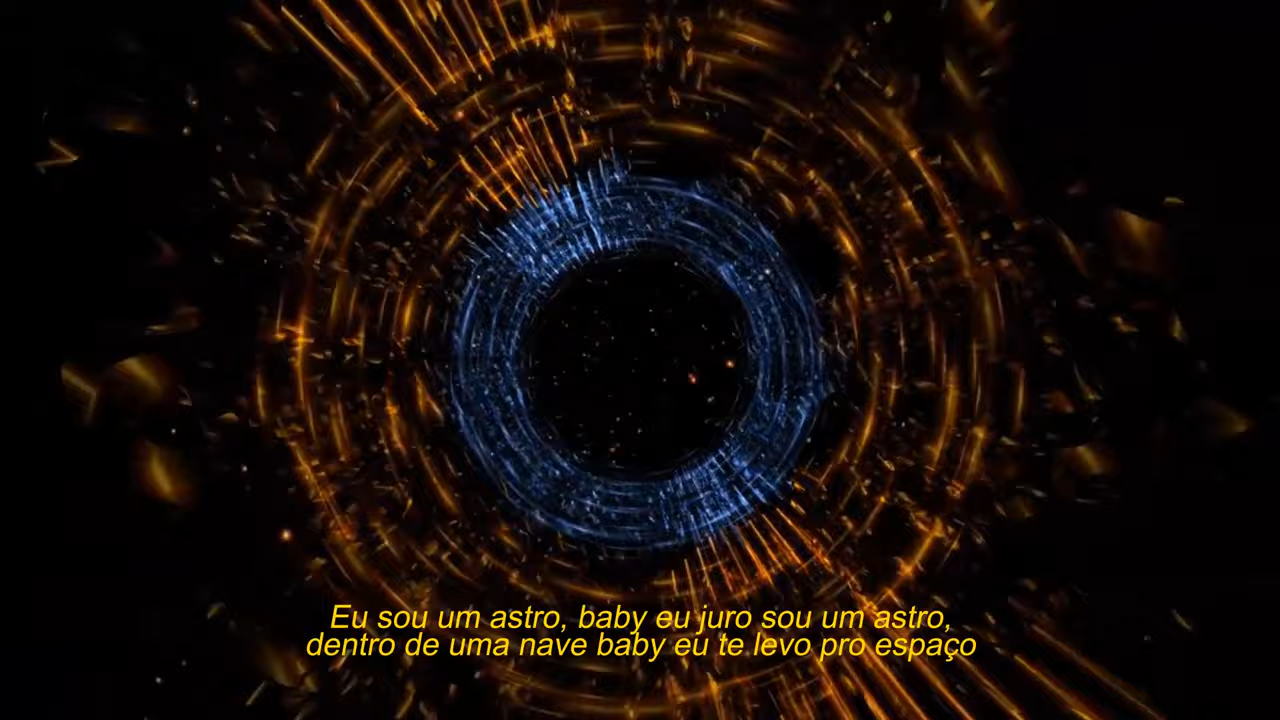 Eu sou um astro, baby eu juro sou um astro,
dentro de uma nave baby eu te levo pro espaço